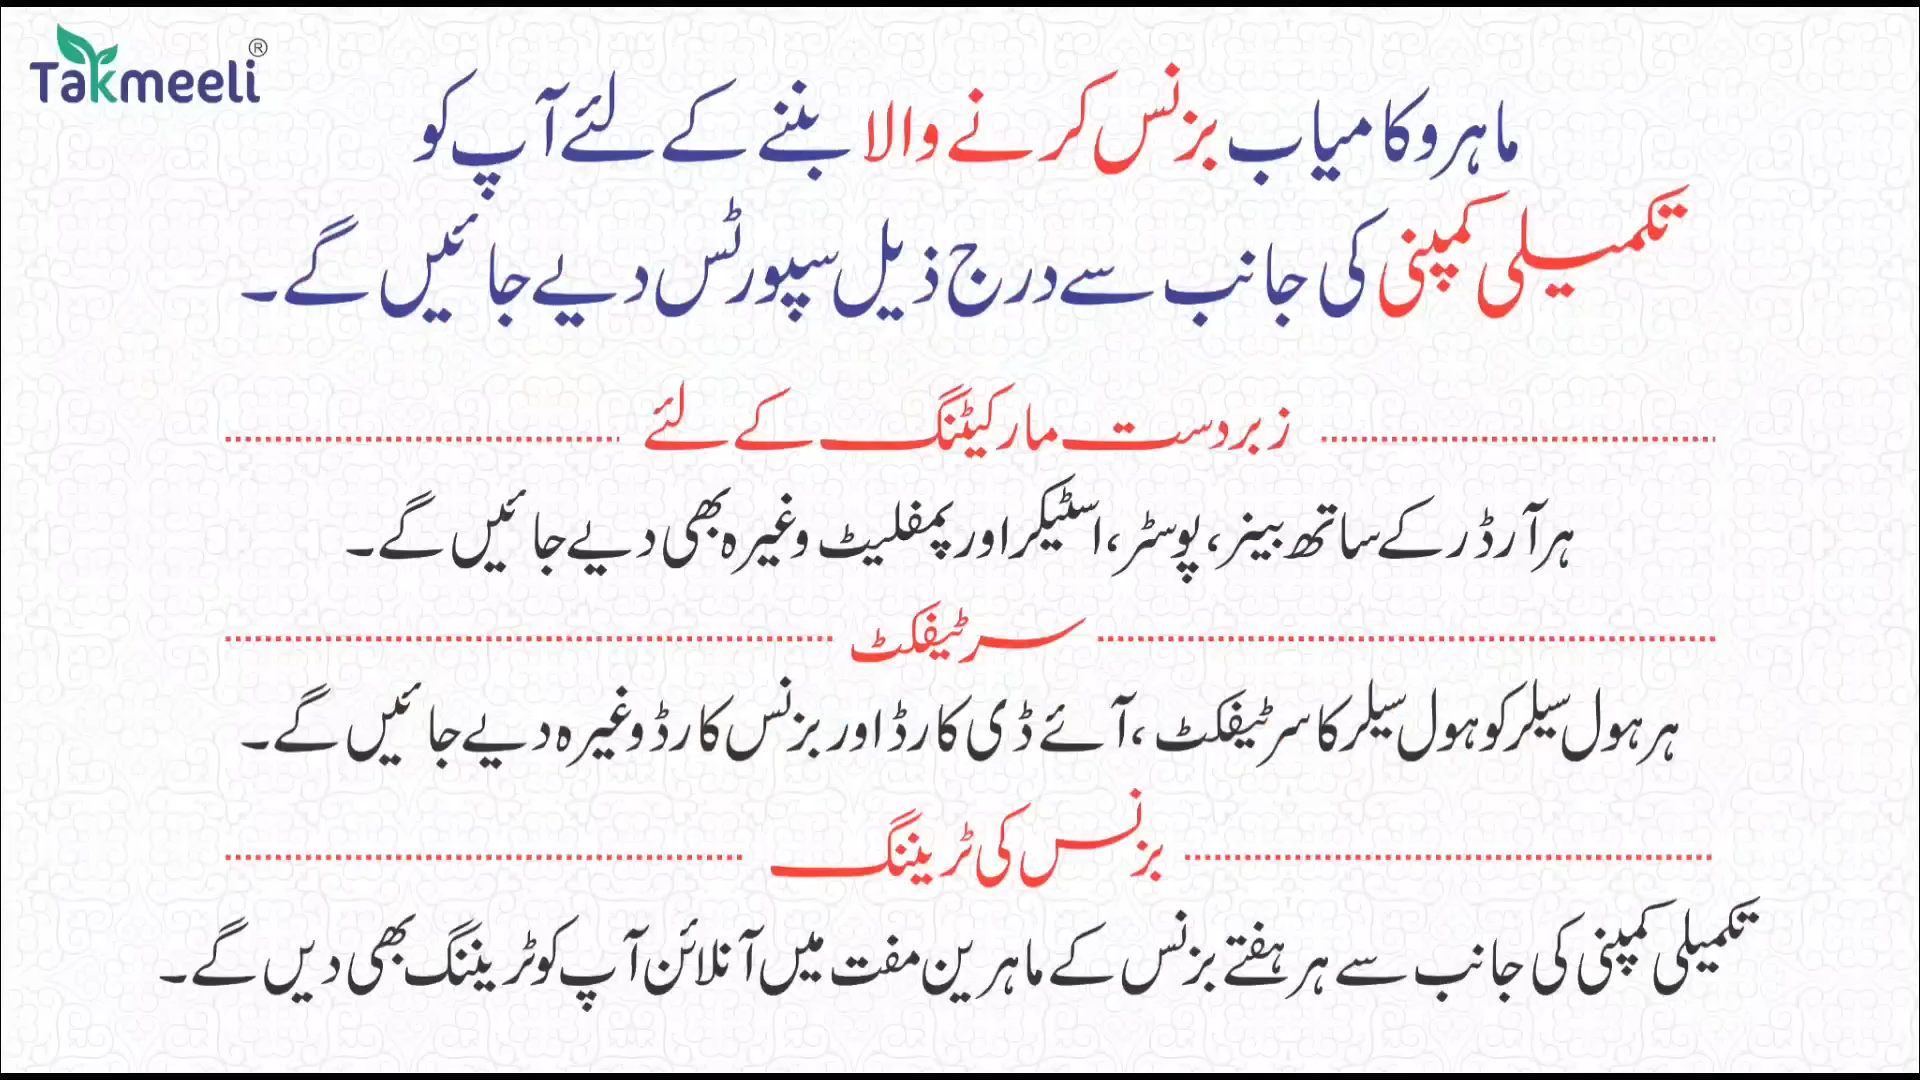 Takmeeli®
ماہر و کامیاب بزنس کرنے والا بننے کے لئے آپ کو
تکمیلی کمپنی کی جانب سے درج ذیل سپورٹس دیے جائیں گے۔
زبردست مارکیٹنگ کے لئے
ہر آرڈر کے ساتھ بینر، پوسٹر، اسٹیکر اور پمفلیٹ وغیرہ بھی دیے جائیں گے۔
سرٹیفکٹ
ہر ہول سیلر کو ہول سیلر کا سرٹیفکٹ، آئے ڈی کارڈ اور بزنس کارڈ وغیرہ دیے جائیں گے۔
بزنس کی ٹریننگ
تکمیلی کمپنی کی جانب سے ہر ہفتے بزنس کے ماہرین مفت میں آنلائن آپ کو ٹریننگ بھی دیں گے۔